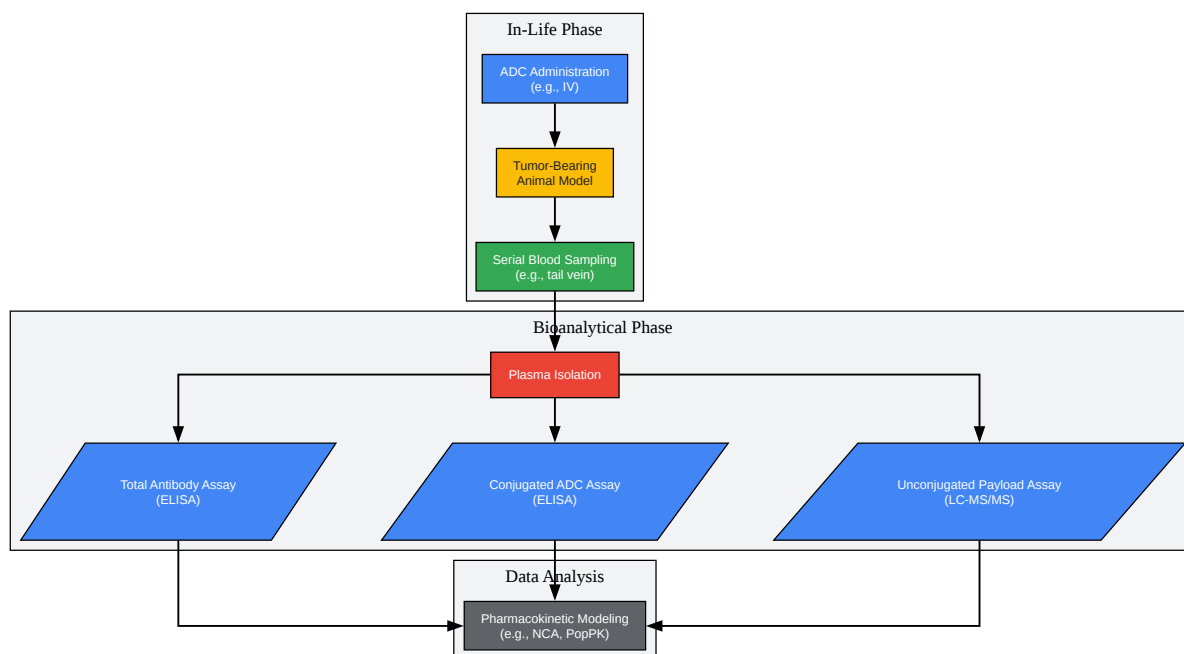 In-Life Phase
ADC Administration
(e.g., IV)
Tumor-Bearing
Animal Model
Serial Blood Sampling
(e.g., tail vein)
Bioanalytical Phase
Plasma Isolation
Total Antibody Assay
(ELISA)
Conjugated ADC Assay
(ELISA)
Unconjugated Payload Assay
(LC-MS/MS)
Data Analysis
Pharmacokinetic Modeling
(e.g., NCA, PopPK)